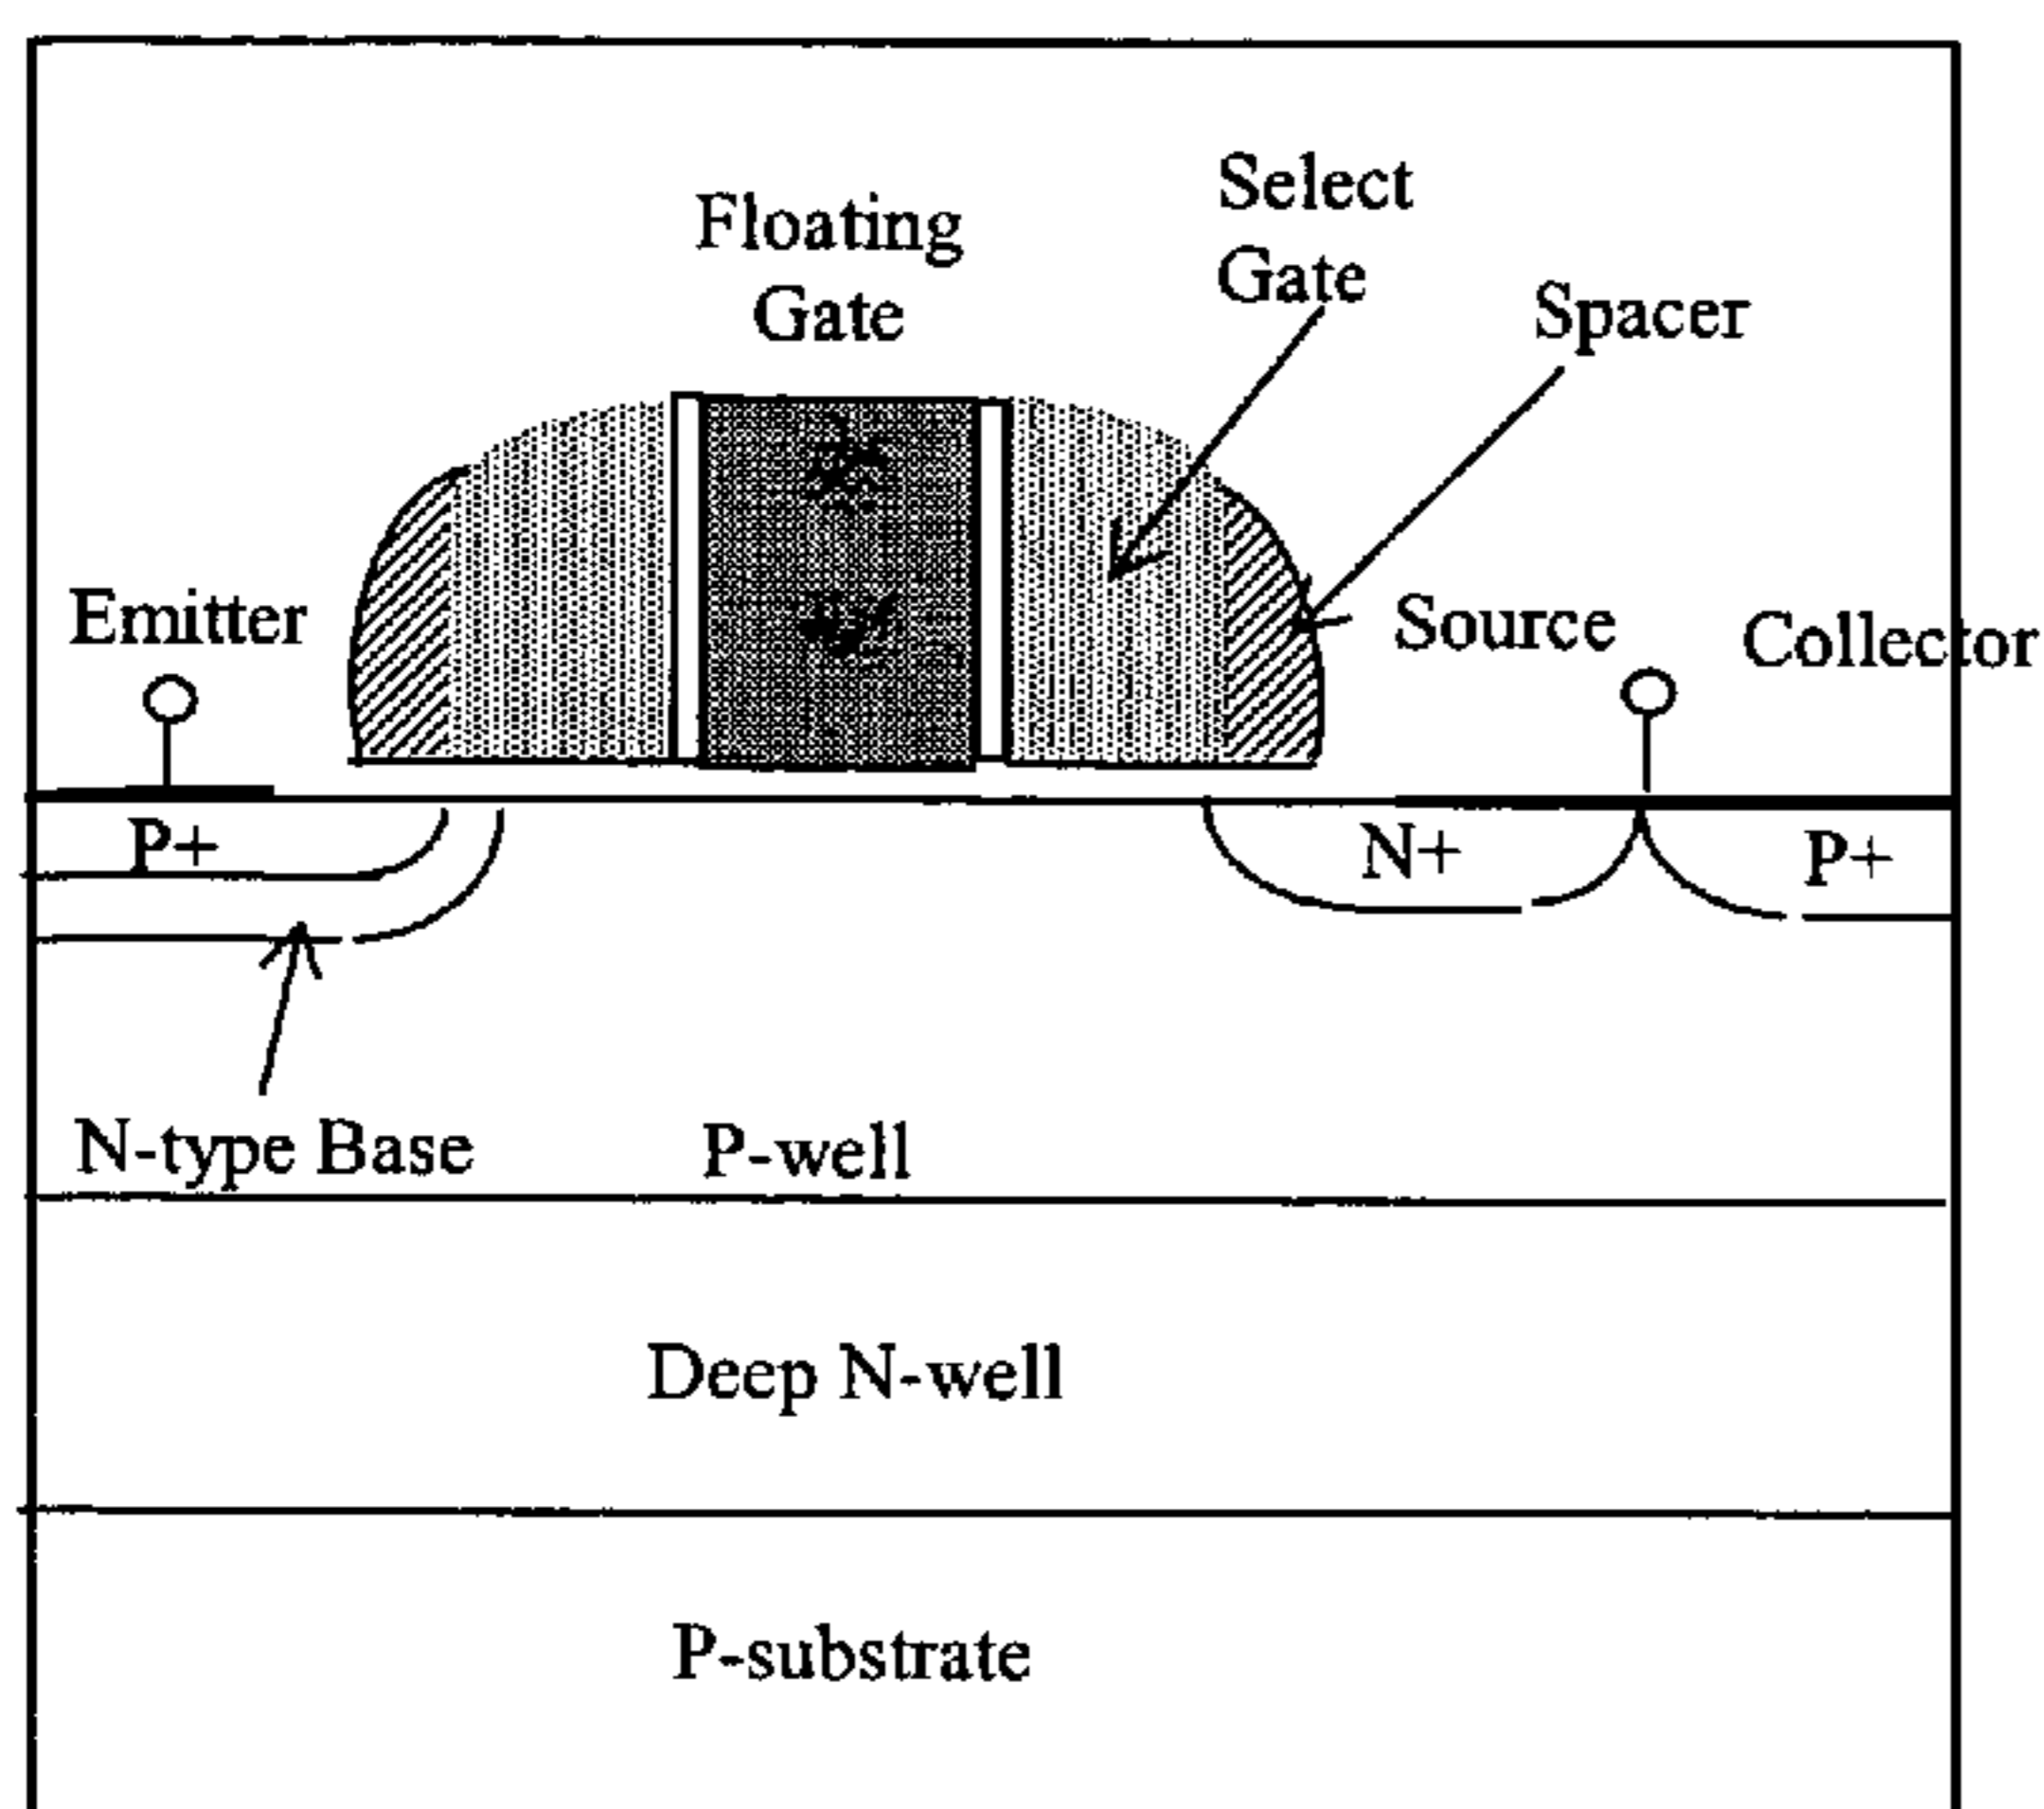 Floating
Gate
Select
Gate
Spacer
Emitter
Source
Collector
P+
N+
P+
N-type Base
P-well
Deep N-well
P-substrate